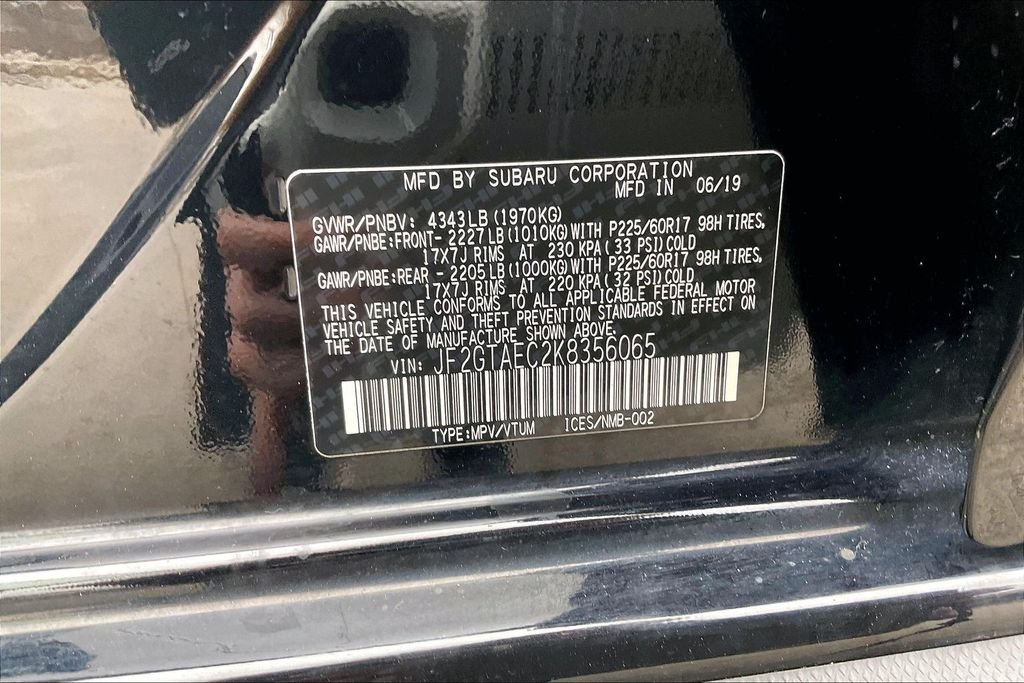 MFD BY SUBARU CORPORATION
MFD IN 06/19
GVWR/PNBV: 4343LB(1970KG)
GAWR/PNBE:FRONT- 2227LB(1010KG)WITH P225/60R17 98H TIRES,
17X7J RIMS AT 230 KPA(33 PSI)COLD
GAWR/PNBE:REAR - 2205LB(1000KG)WITH P225/60R17 98H TIRES,
17X7J RIMS AT 220 KPA(32 PSI)COLD
THIS VEHICLE CONFORMS TO ALL APPLICABLE FEDERAL MOTOR
VEHICLE SAFETY AND THEFT PREVENTION STANDARDS IN EFFECT ON
THE DATE OF MANUFACTURE SHOWN ABOVE.
VIN: JF2GTAEC2K8356065
TYPE:MPV/VTUM ICES/NMB-002